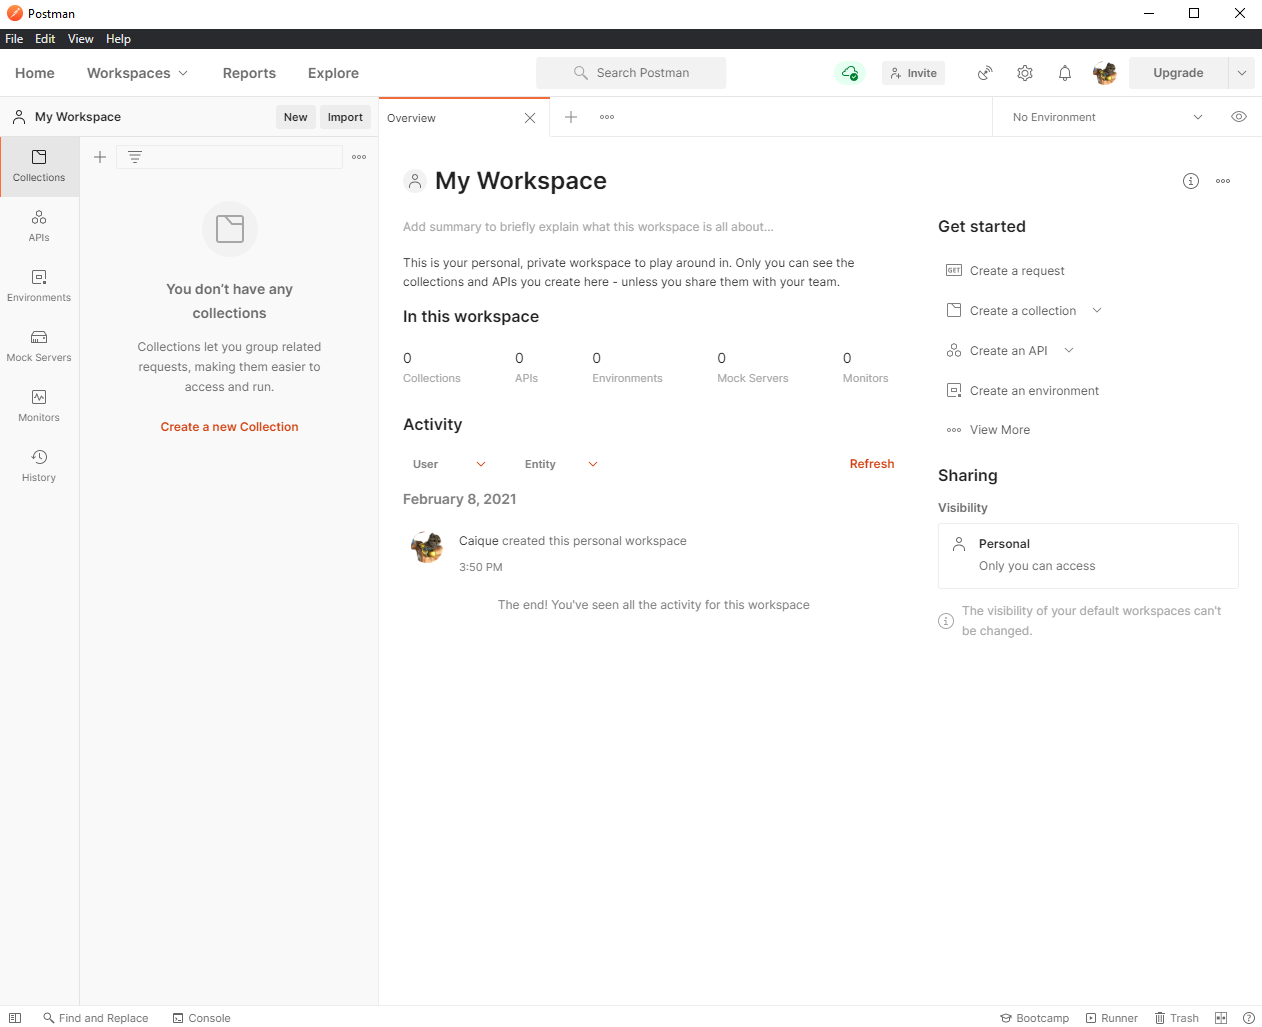 Postman
File Edit View Help
Home Workspaces Reports Explore Search Postman Invite Upgrade
My Workspace New Import
Overview
No Environment
Collections
APIs
Environments
Mock Servers
Monitors
History
You don't have any
collections
Collections let you group related
requests, making them easier to
access and run.
Create a new Collection
My Workspace
Add summary to briefly explain what this workspace is all about...
This is your personal, private workspace to play around in. Only you can see the
collections and APIs you create here - unless you share them with your team.
In this workspace
0 0 0 0 0
Collections APIs Environments Mock Servers Monitors
Activity
User Entity Refresh
February 8, 2021
Caique created this personal workspace
3:50 PM
The end! You've seen all the activity for this workspace
Get started
GET Create a request
Create a collection
Create an API
Create an environment
View More
Sharing
Visibility
Personal
Only you can access
The visibility of your default workspaces can't
be changed.
Find and Replace Console Bootcamp Runner Trash